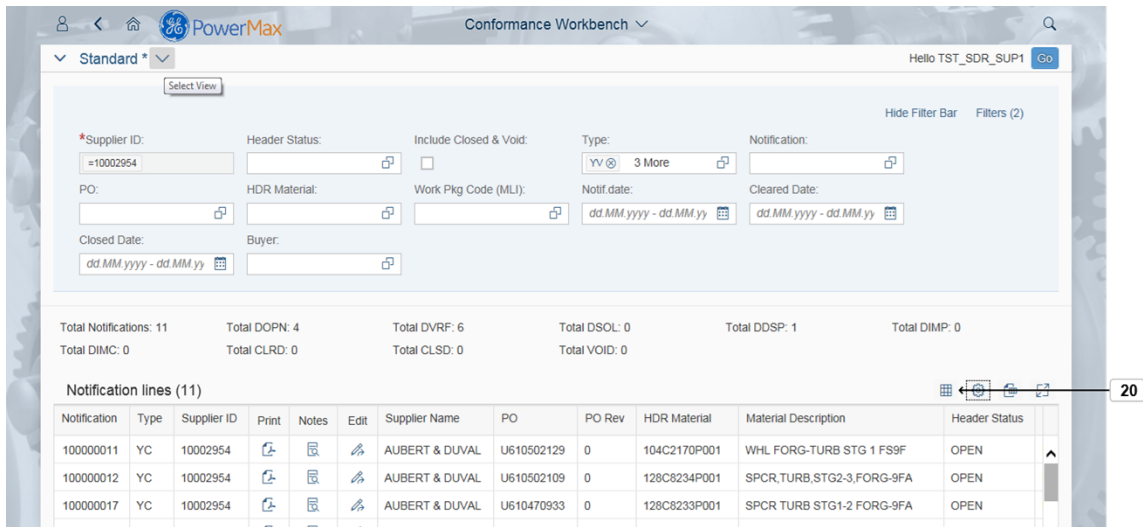 PowerMax Conformance Workbench
Standard * Hello TST_SDR_SUP1 Go
Select View
Hide Filter Bar Filters (2)
*Supplier ID: Header Status: Include Closed & Void: Type: Notification:
=10002954 YV 3 More
PO: HDR Material: Work Pkg Code (MLI): Notif.date: Cleared Date:
dd.MM.yyyy - dd.MM.yy dd.MM.yyyy - dd.MM.yy
Closed Date: Buyer:
dd.MM.yyyy - dd.MM.yy
Total Notifications: 11 Total DOPN: 4 Total DVRF: 6 Total DSOL: 0 Total DDSP: 1 Total DIMP: 0
Total DIMC: 0 Total CLRD: 0 Total CLSD: 0 Total VOID: 0
Notification lines (11) 20
Notification Type Supplier ID Print Notes Edit Supplier Name PO PO Rev HDR Material Material Description Header Status
100000011 YC 10002954 AUBERT & DUVAL U610502129 0 104C2170P001 WHL FORG-TURB STG 1 FS9F OPEN
100000012 YC 10002954 AUBERT & DUVAL U610502109 0 128C8234P001 SPCR,TURB,STG2-3,FORG-9FA OPEN
100000017 YC 10002954 AUBERT & DUVAL U610470933 0 128C8233P001 SPCR TURB STG1-2 FORG-9FA OPEN